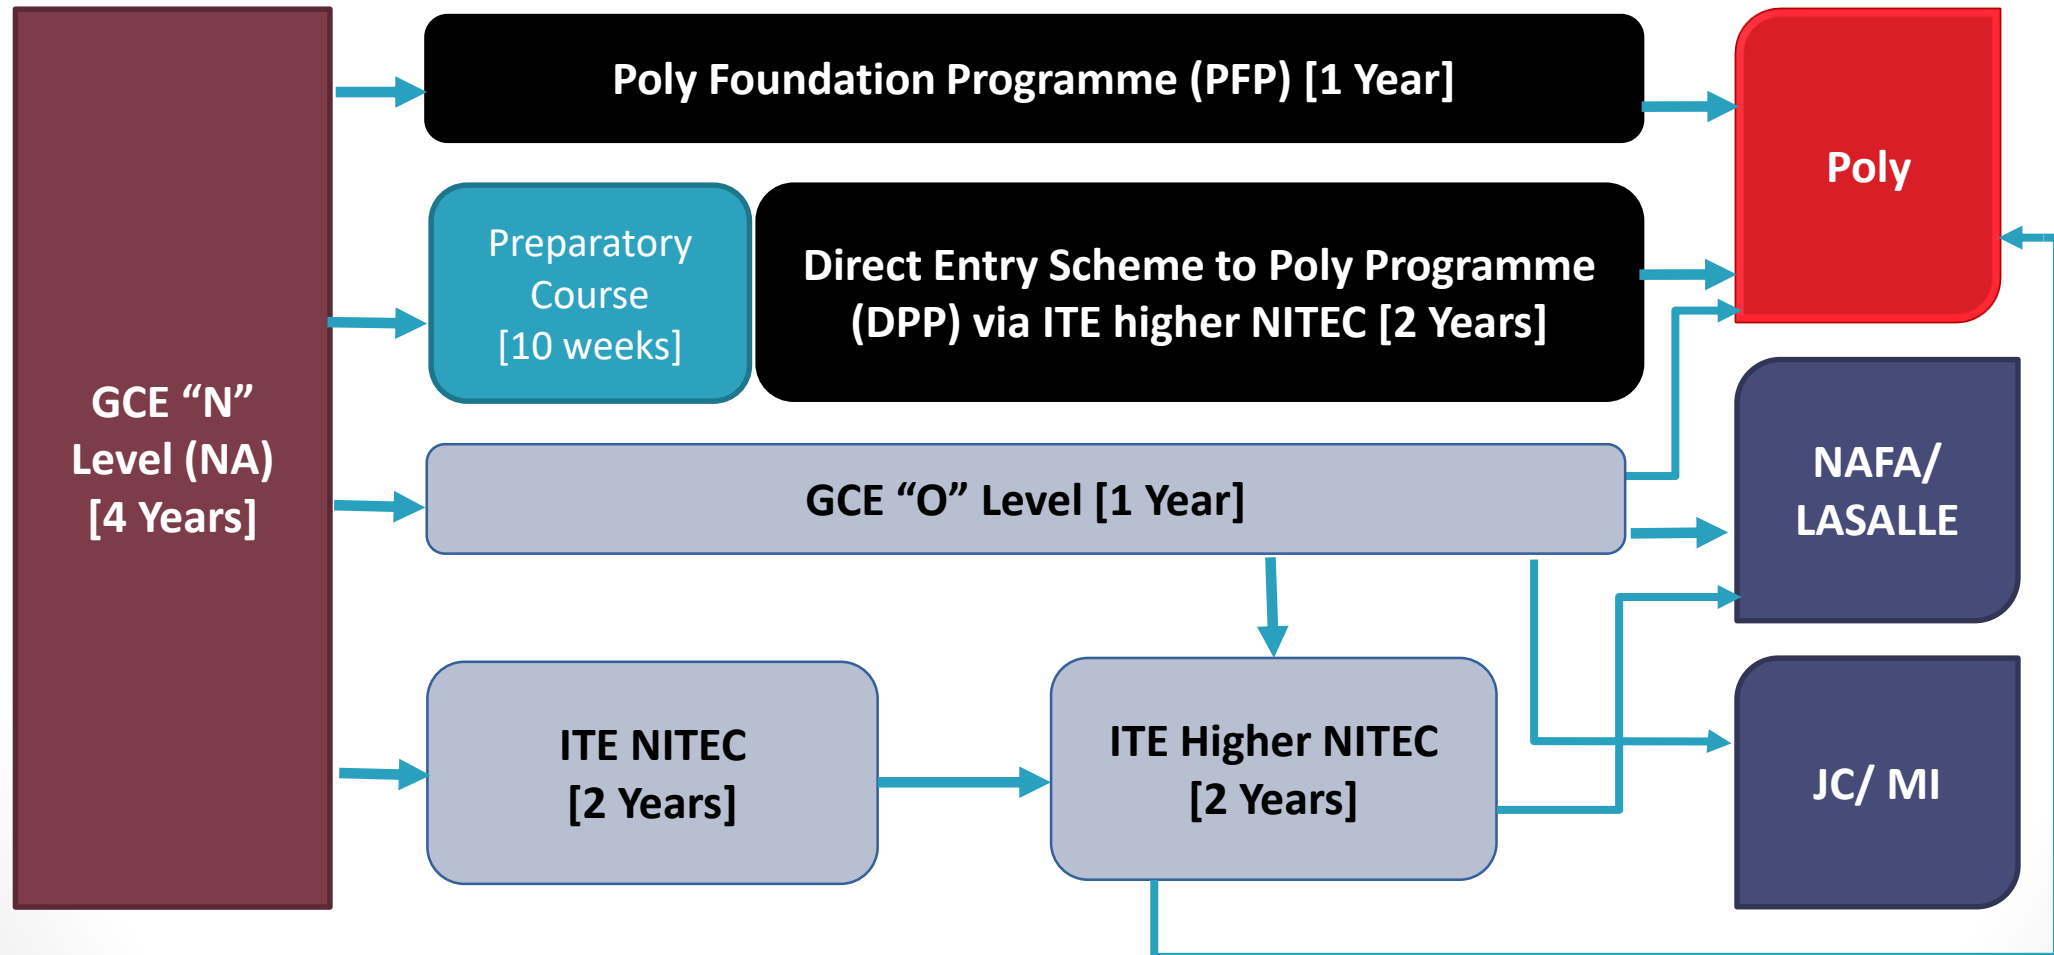 GCE “N”
Level (NA)
[4 Years]
Poly Foundation Programme (PFP) [1 Year]
Preparatory
Course
[10 weeks]
Direct Entry Scheme to Poly Programme
(DPP) via ITE higher NITEC [2 Years]
GCE “O” Level [1 Year]
ITE NITEC
[2 Years]
ITE Higher NITEC
[2 Years]
Poly
NAFA/
LASALLE
JC/ MI